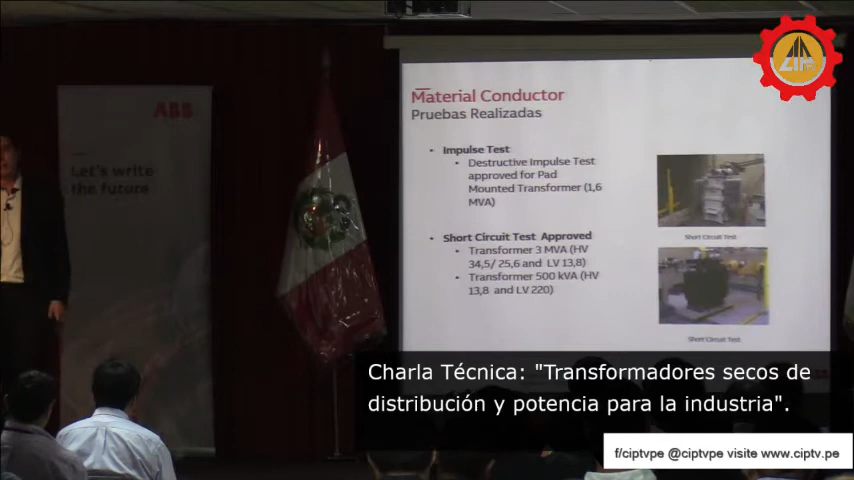 ABB
Let's write
the future
Material Conductor
Pruebas Realizadas
• Impulse Test
• Destructive Impulse Test
approved for Pad
Mounted Transformer (1,6
MVA)
• Short Circuit Test Approved
• Transformer 3 MVA (HV
34,5/ 25,6 and LV 13,8)
• Transformer 500 kVA (HV
13,8 and LV 220)
Short Circuit Test
Short Circuit Test
CIP
Charla Técnica: "Transformadores secos de
distribución y potencia para la industria".
f/ciptvpe @ciptvpe visite www.ciptv.pe